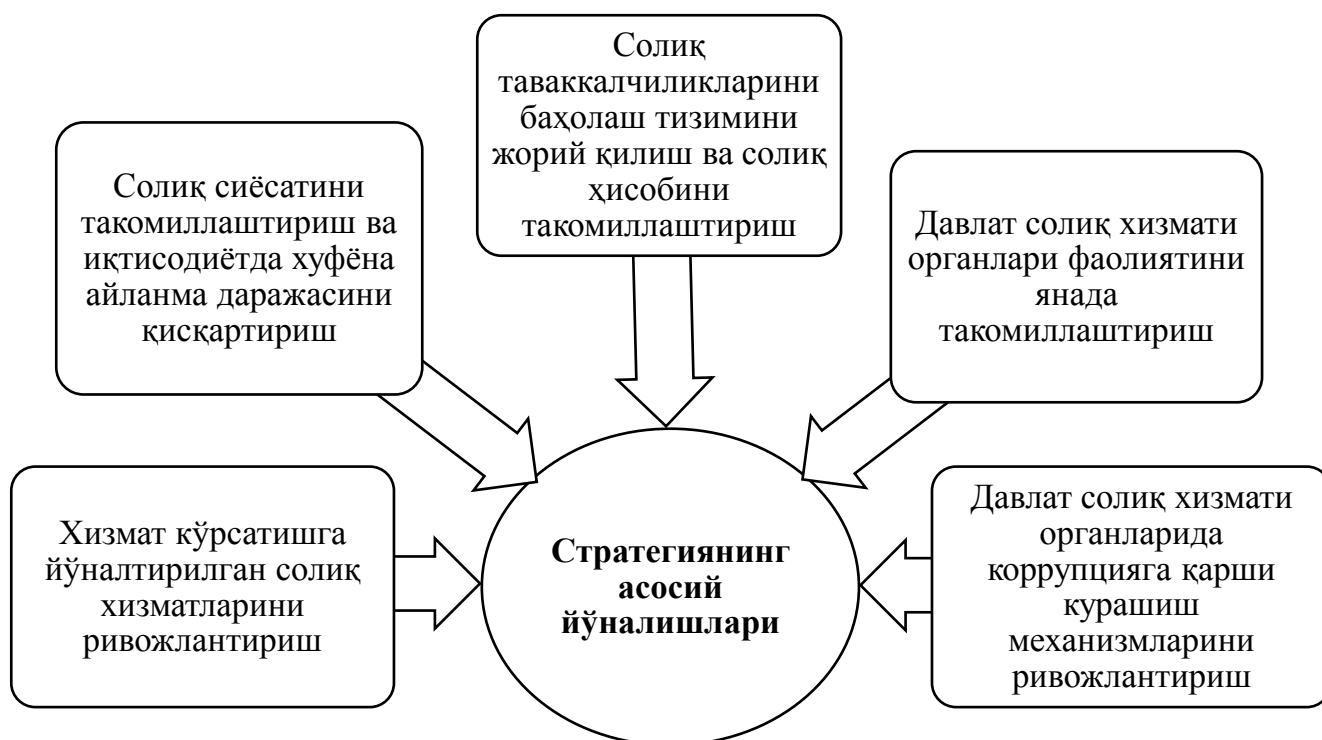 Солиқ
таваккалчиликларини
баҳолаш тизимини
жорий қилиш ва солиқ
ҳисобини
такомиллаштириш
Солиқ сиёсатини
такомиллаштириш ва
иқтисодиётда хуфёна
айланма даражасини
қисқартириш
Давлат солиқ хизмати
органлари фаолиятини
янада
такомиллаштириш
Хизмат кўрсатишга
йўналтирилган солиқ
хизматларини
ривожлантириш
Стратегиянинг
асосий
йўналишлари
Давлат солиқ хизмати
органларида
коррупцияга қарши
курашиш
механизмларини
ривожлантириш